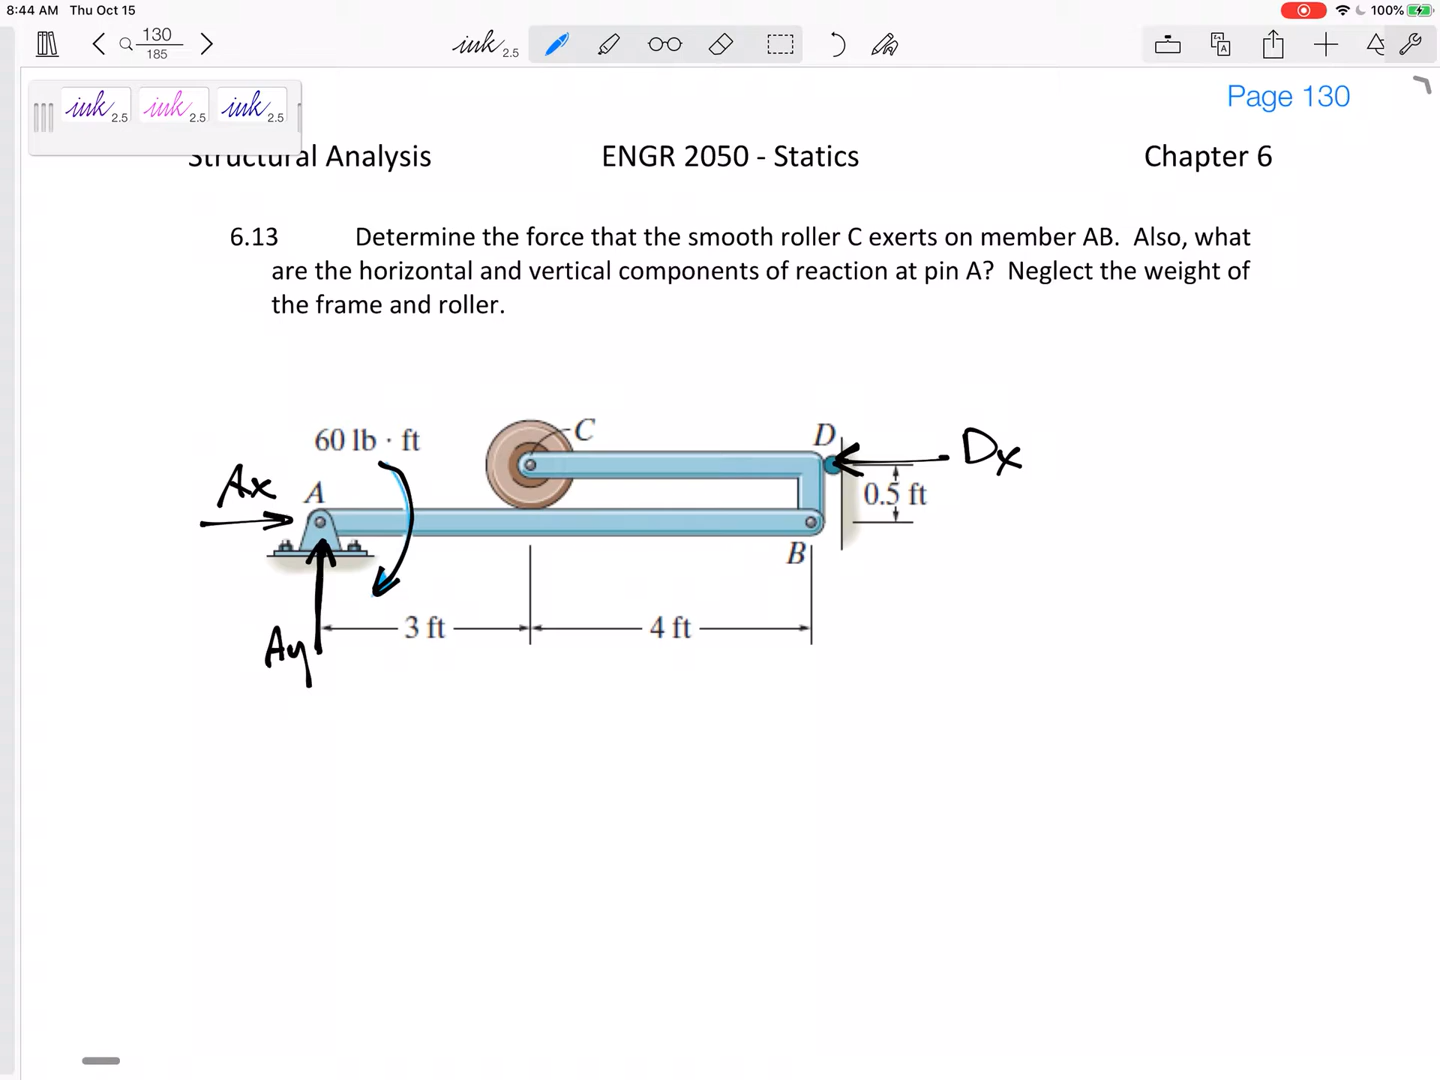 8:44 AM Thu Oct 15
100%
130
185
ink 2.5
ink 2.5 ink 2.5 ink 2.5
Page 130
Structural Analysis ENGR 2050 - Statics Chapter 6
6.13 Determine the force that the smooth roller C exerts on member AB. Also, what
are the horizontal and vertical components of reaction at pin A? Neglect the weight of
the frame and roller.
60 lb · ft
C
D
Dx
Ax
A
0.5 ft
B
3 ft
4 ft
Ay